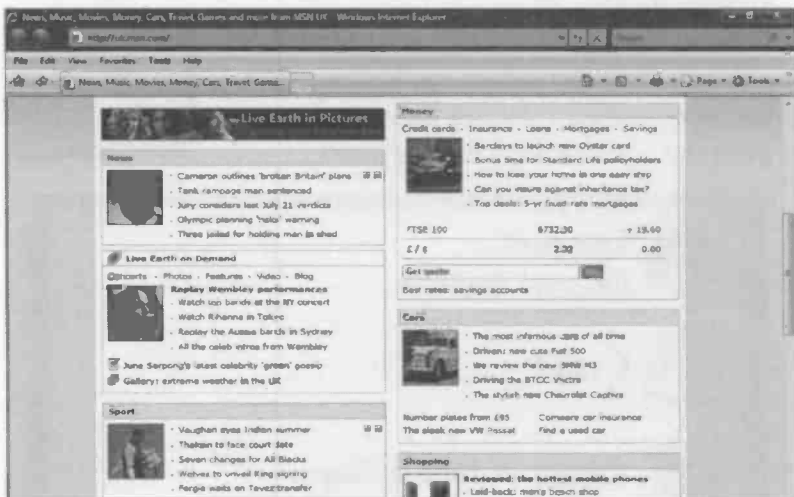 News, Music, Movies, Money, Cars, Travel, Games and more from MSN UK - Windows Internet Explorer
http://uk.msn.com/
File Edit View Favorites Tools Help
News, Music, Movies, Money, Cars, Travel, Games...
Page Tools
Live Earth in Pictures
News
Cameron outlines 'broken Britain' plans
Tank rampage man sentenced
Jury considers last July 21 verdicts
Olympic planning 'halo' warning
Three jailed for holding man in shed
Live Earth on Demand
Concerts - Photos - Features - Video - Blog
Replay Wembley performances
Watch top bands at the NY concert
Watch Rihanna in Tokyo
Replay the Aussie bands in Sydney
All the celeb intros from Wembley
June Sarpong's latest celebrity 'green' gossip
Gallery: extreme weather in the UK
Sport
Vaughan eyes Indian summer
Thaksin to face court date
Seven changes for All Blacks
Wolves to unveil King signing
Fergie waits on Tevez transfer
Money
Credit cards - Insurance - Loans - Mortgages - Savings
Barclays to launch new Oyster card
Bonus time for Standard Life policyholders
How to lose your home in one easy step
Can you insure against inheritance tax?
Top deals: 5-yr fixed rate mortgages
FTSE 100 6712.30 + 19.60
£ / $ 2.02 0.00
Get quote
Best rates: savings accounts
Cars
The most infamous cars of all time
Driven: new cute Fiat 500
We review the new BMW M3
Driving the BTCC Vectra
The stylish new Chevrolet Captiva
Number plates from £95 Compare car insurance
The sleek new VW Passat Find a used car
Shopping
Reviewed: the hottest mobile phones
Laid-back: men's beach shop